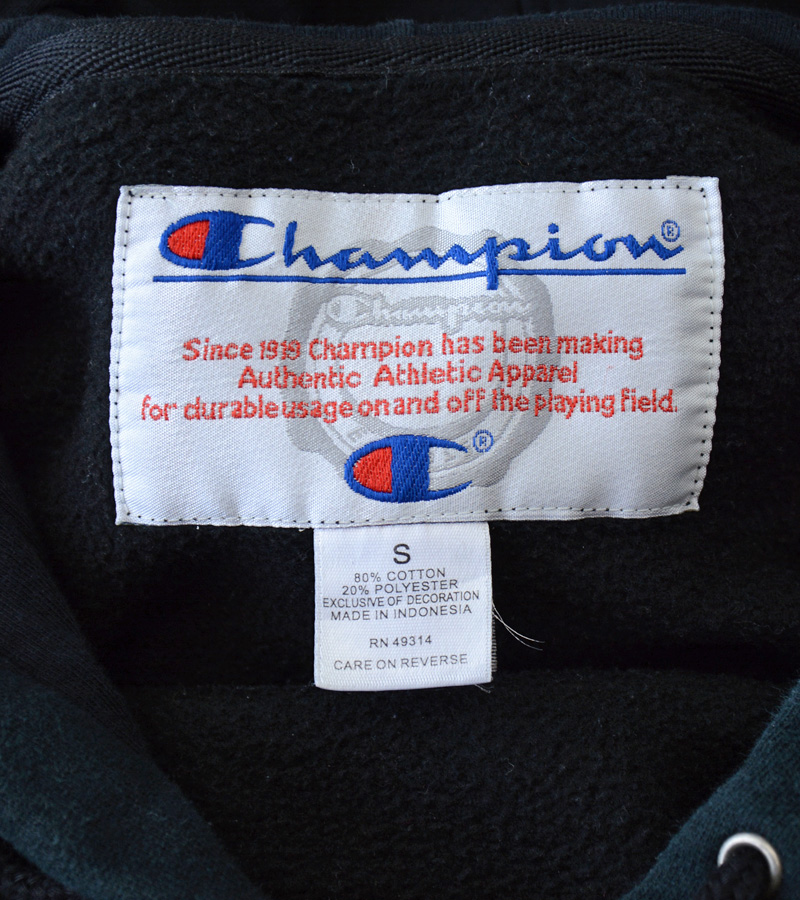 Champion®
Champion
Since 1919 Champion has been making
Authentic Athletic Apparel
for durable usage on and off the playing field.
®
S
80% COTTON
20% POLYESTER
EXCLUSIVE OF DECORATION
MADE IN INDONESIA
RN 49314
CARE ON REVERSE